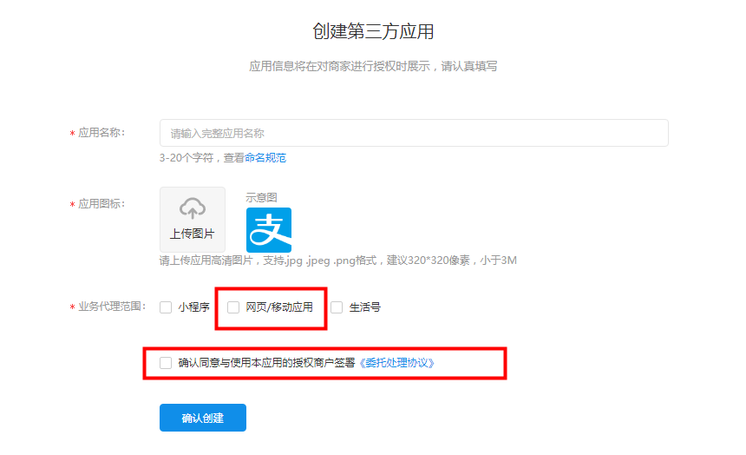 创建第三方应用
应用信息将在对商家进行授权时展示，请认真填写
* 应用名称：
请输入完整应用名称
3-20个字符，查看命名规范
* 应用图标：
上传图片
示意图
支
请上传应用高清图片，支持.jpg .jpeg .png格式，建议320*320像素，小于3M
* 业务代理范围： 小程序 网页/移动应用 生活号
确认同意与使用本应用的授权商户签署《委托处理协议》
确认创建